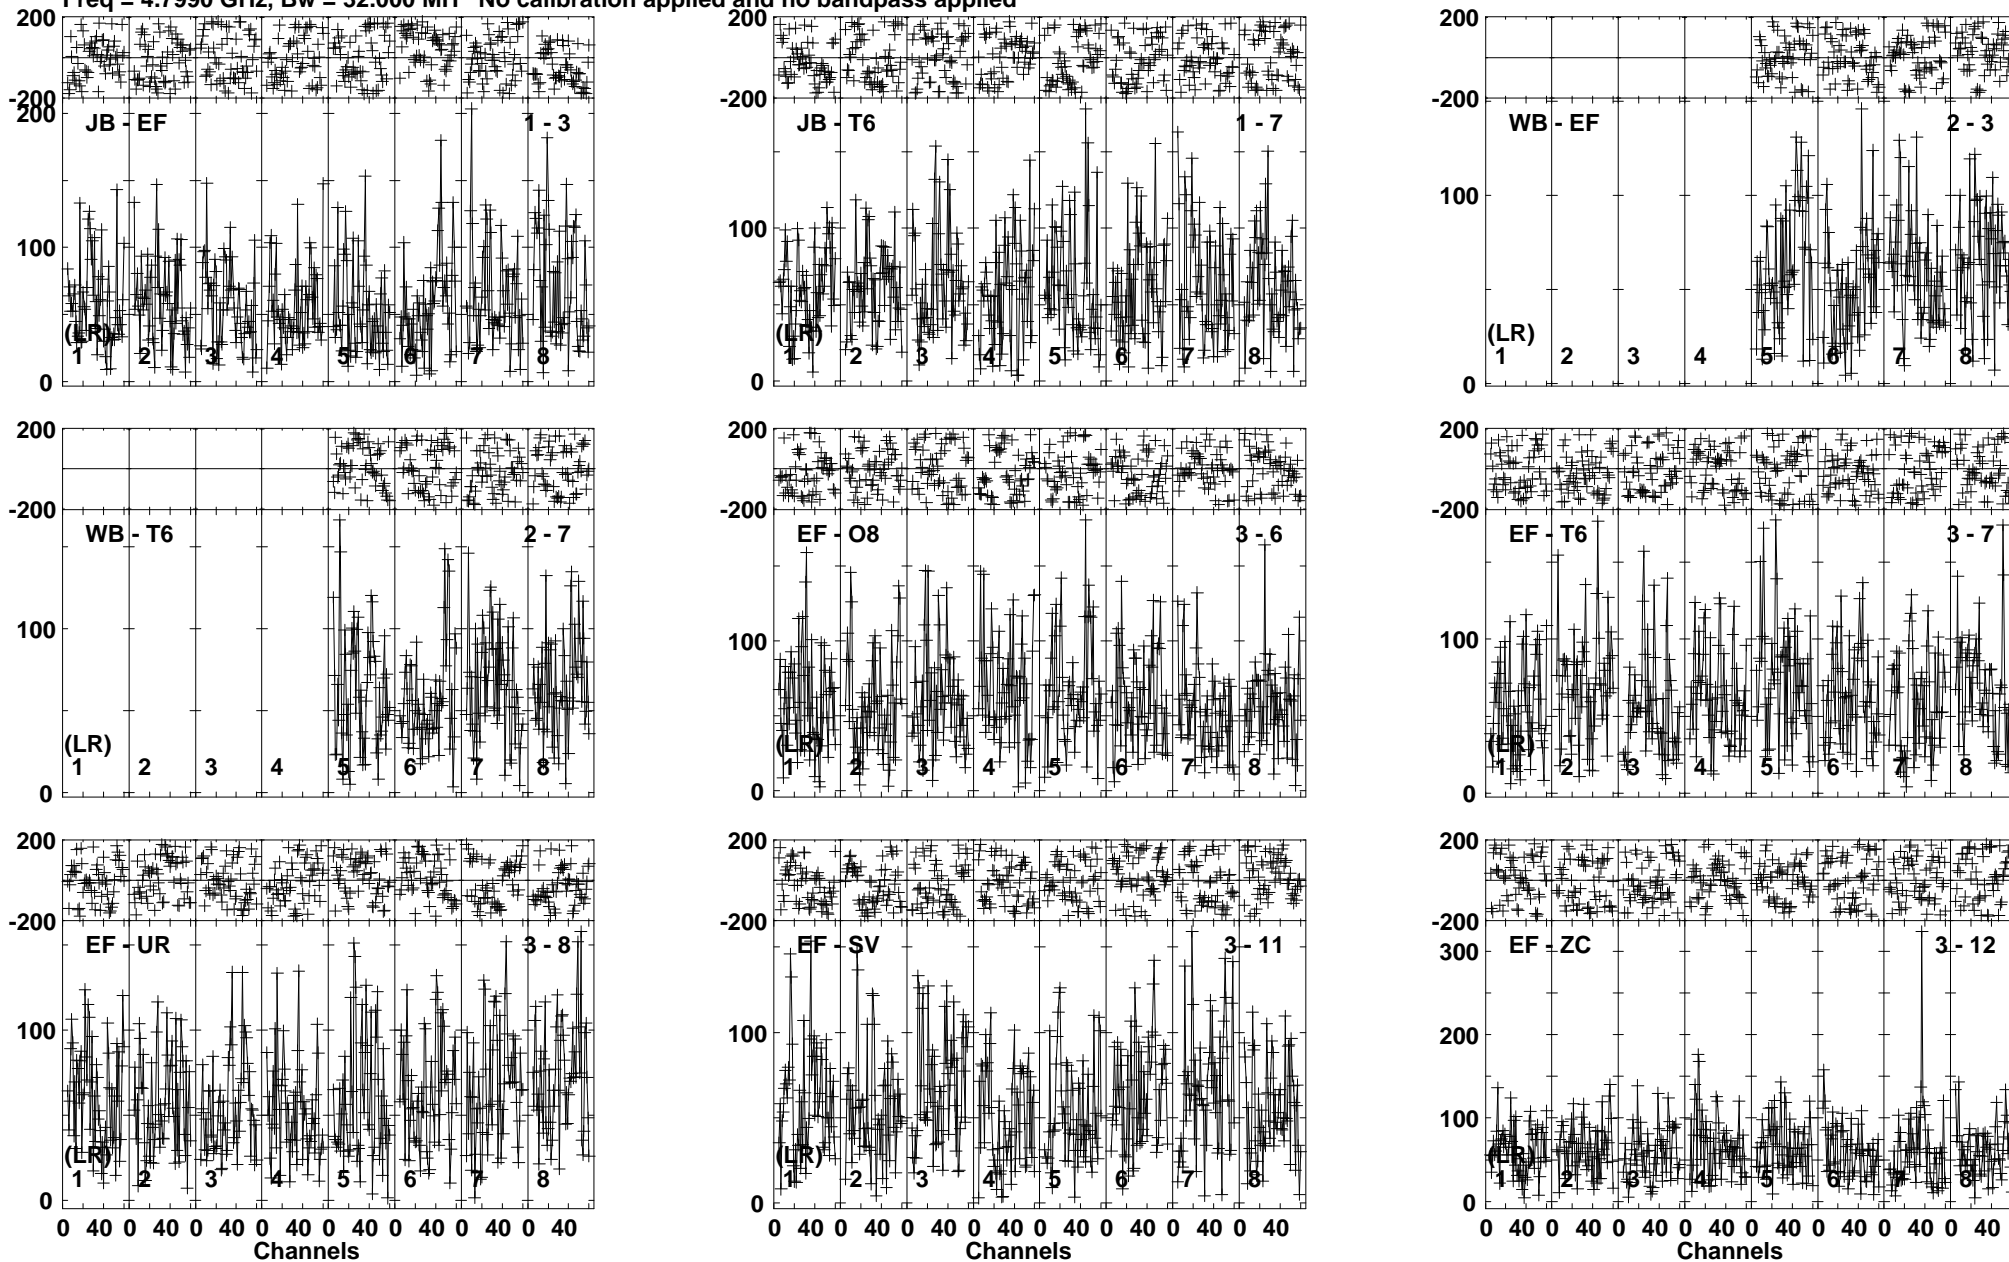 Freq = 4.7990 GHz, Bw = 32.000 MH No calibration applied and no bandpass applied
200 200 200
-200 -200 -200
200
JB - EF 1 - 3 JB - T6 1 - 7 WB - EF 2 - 3
100 100 100
(LR) (LR) (LR)
1 2 3 4 5 6 7 8 1 2 3 4 5 6 7 8 1 2 3 4 5 6 7 8
0 0 0
200 200 200
-200 -200 -200
WB - T6 2 - 7 EF - O8 3 - 6 EF - T6 3 - 7
100 100 100
(LR) (LR) (LR)
1 2 3 4 5 6 7 8 1 2 3 4 5 6 7 8 1 2 3 4 5 6 7 8
0 0 0
200 200 200
-200 -200 -200
EF - UR 3 - 8 EF - SV 3 - 11 EF - ZC 3 - 12
300
200
100 100 100
(LR) (LR) (LR)
1 2 3 4 5 6 7 8 1 2 3 4 5 6 7 8 1 2 3 4 5 6 7 8
0 0 0
0 40 0 40 0 40 0 40 0 40 0 40 0 40 0 40 0 40 0 40 0 40 0 40 0 40 0 40 0 40 0 40 0 40 0 40 0 40 0 40 0 40 0 40 0 40 0 40
Channels Channels Channels